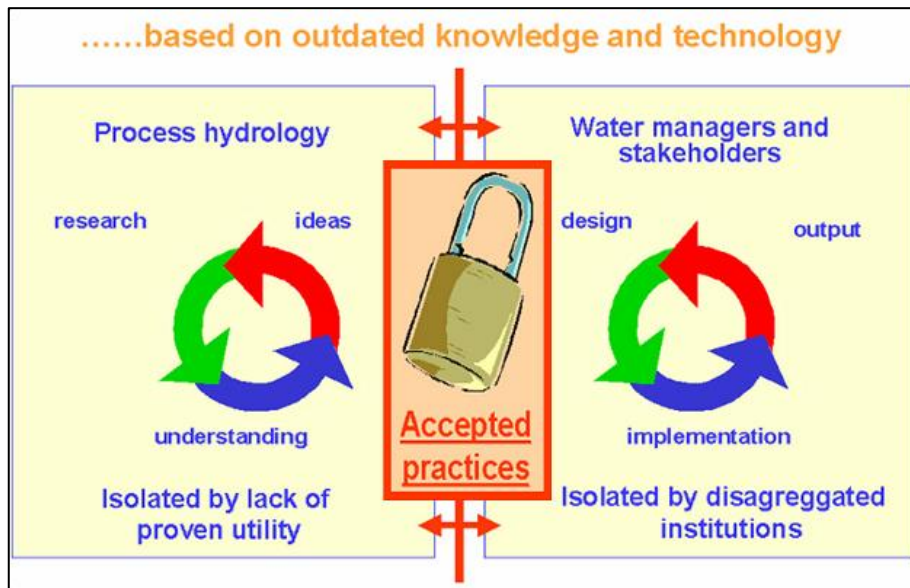 ......based on outdated knowledge and technology
Process hydrology
research
ideas
understanding
Isolated by lack of
proven utility
Accepted
practices
Water managers and
stakeholders
design
output
implementation
Isolated by disagreggated
institutions